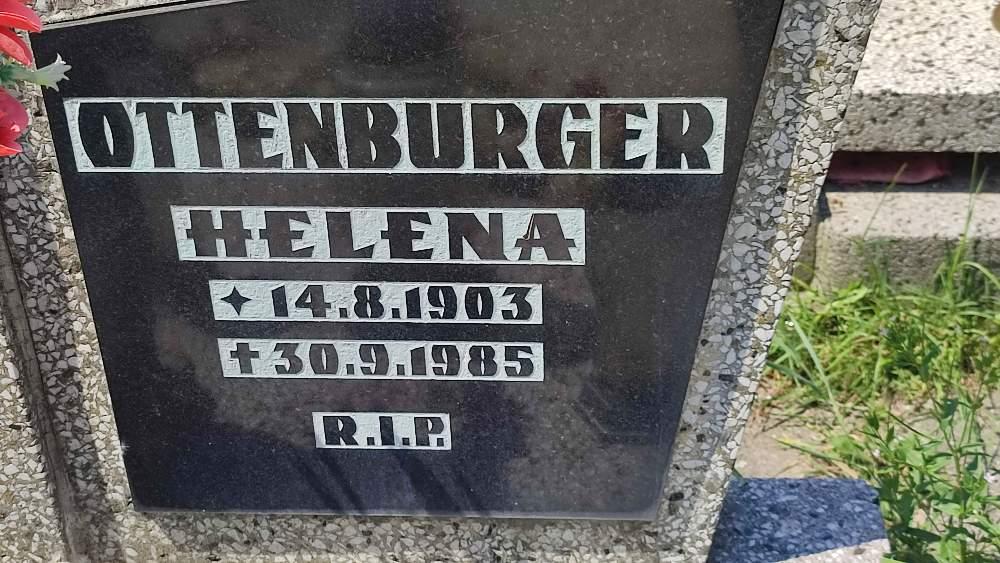 OTTENBURGER
HELENA
✦ 14.8.1903
✝ 30.9.1985
R.I.P.